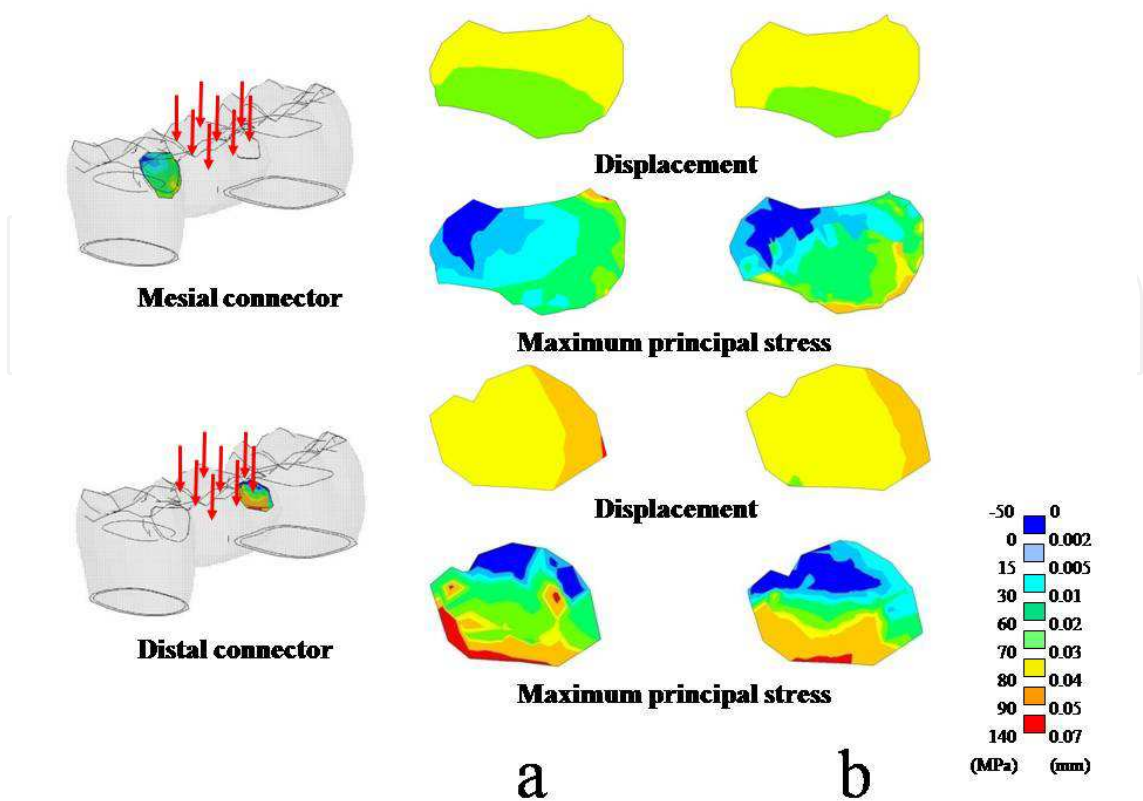 Displacement
Mesial connector
Maximum principal stress
Displacement
Distal connector
Maximum principal stress
-50 0
0 0.002
15 0.005
30 0.01
60 0.02
70 0.03
80 0.04
90 0.05
140 0.07
(MPa) (mm)
a b